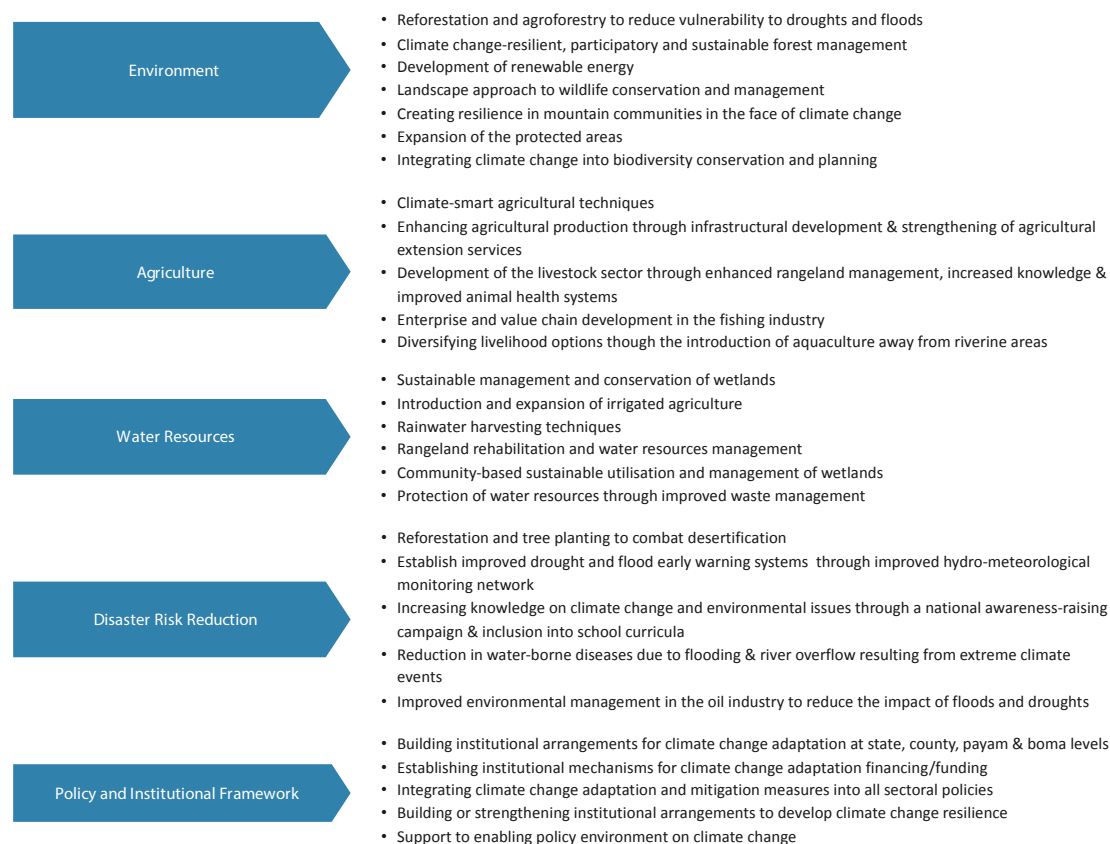 Environment
• Reforestation and agroforestry to reduce vulnerability to droughts and floods
• Climate change-resilient, participatory and sustainable forest management
• Development of renewable energy
• Landscape approach to wildlife conservation and management
• Creating resilience in mountain communities in the face of climate change
• Expansion of the protected areas
• Integrating climate change into biodiversity conservation and planning
Agriculture
• Climate-smart agricultural techniques
• Enhancing agricultural production through infrastructural development & strengthening of agricultural
extension services
• Development of the livestock sector through enhanced rangeland management, increased knowledge &
improved animal health systems
• Enterprise and value chain development in the fishing industry
• Diversifying livelihood options though the introduction of aquaculture away from riverine areas
Water Resources
• Sustainable management and conservation of wetlands
• Introduction and expansion of irrigated agriculture
• Rainwater harvesting techniques
• Rangeland rehabilitation and water resources management
• Community-based sustainable utilisation and management of wetlands
• Protection of water resources through improved waste management
Disaster Risk Reduction
• Reforestation and tree planting to combat desertification
• Establish improved drought and flood early warning systems through improved hydro-meteorological
monitoring network
• Increasing knowledge on climate change and environmental issues through a national awareness-raising
campaign & inclusion into school curricula
• Reduction in water-borne diseases due to flooding & river overflow resulting from extreme climate
events
• Improved environmental management in the oil industry to reduce the impact of floods and droughts
Policy and Institutional Framework
• Building institutional arrangements for climate change adaptation at state, county, payam & boma levels
• Establishing institutional mechanisms for climate change adaptation financing/funding
• Integrating climate change adaptation and mitigation measures into all sectoral policies
• Building or strengthening institutional arrangements to develop climate change resilience
• Support to enabling policy environment on climate change